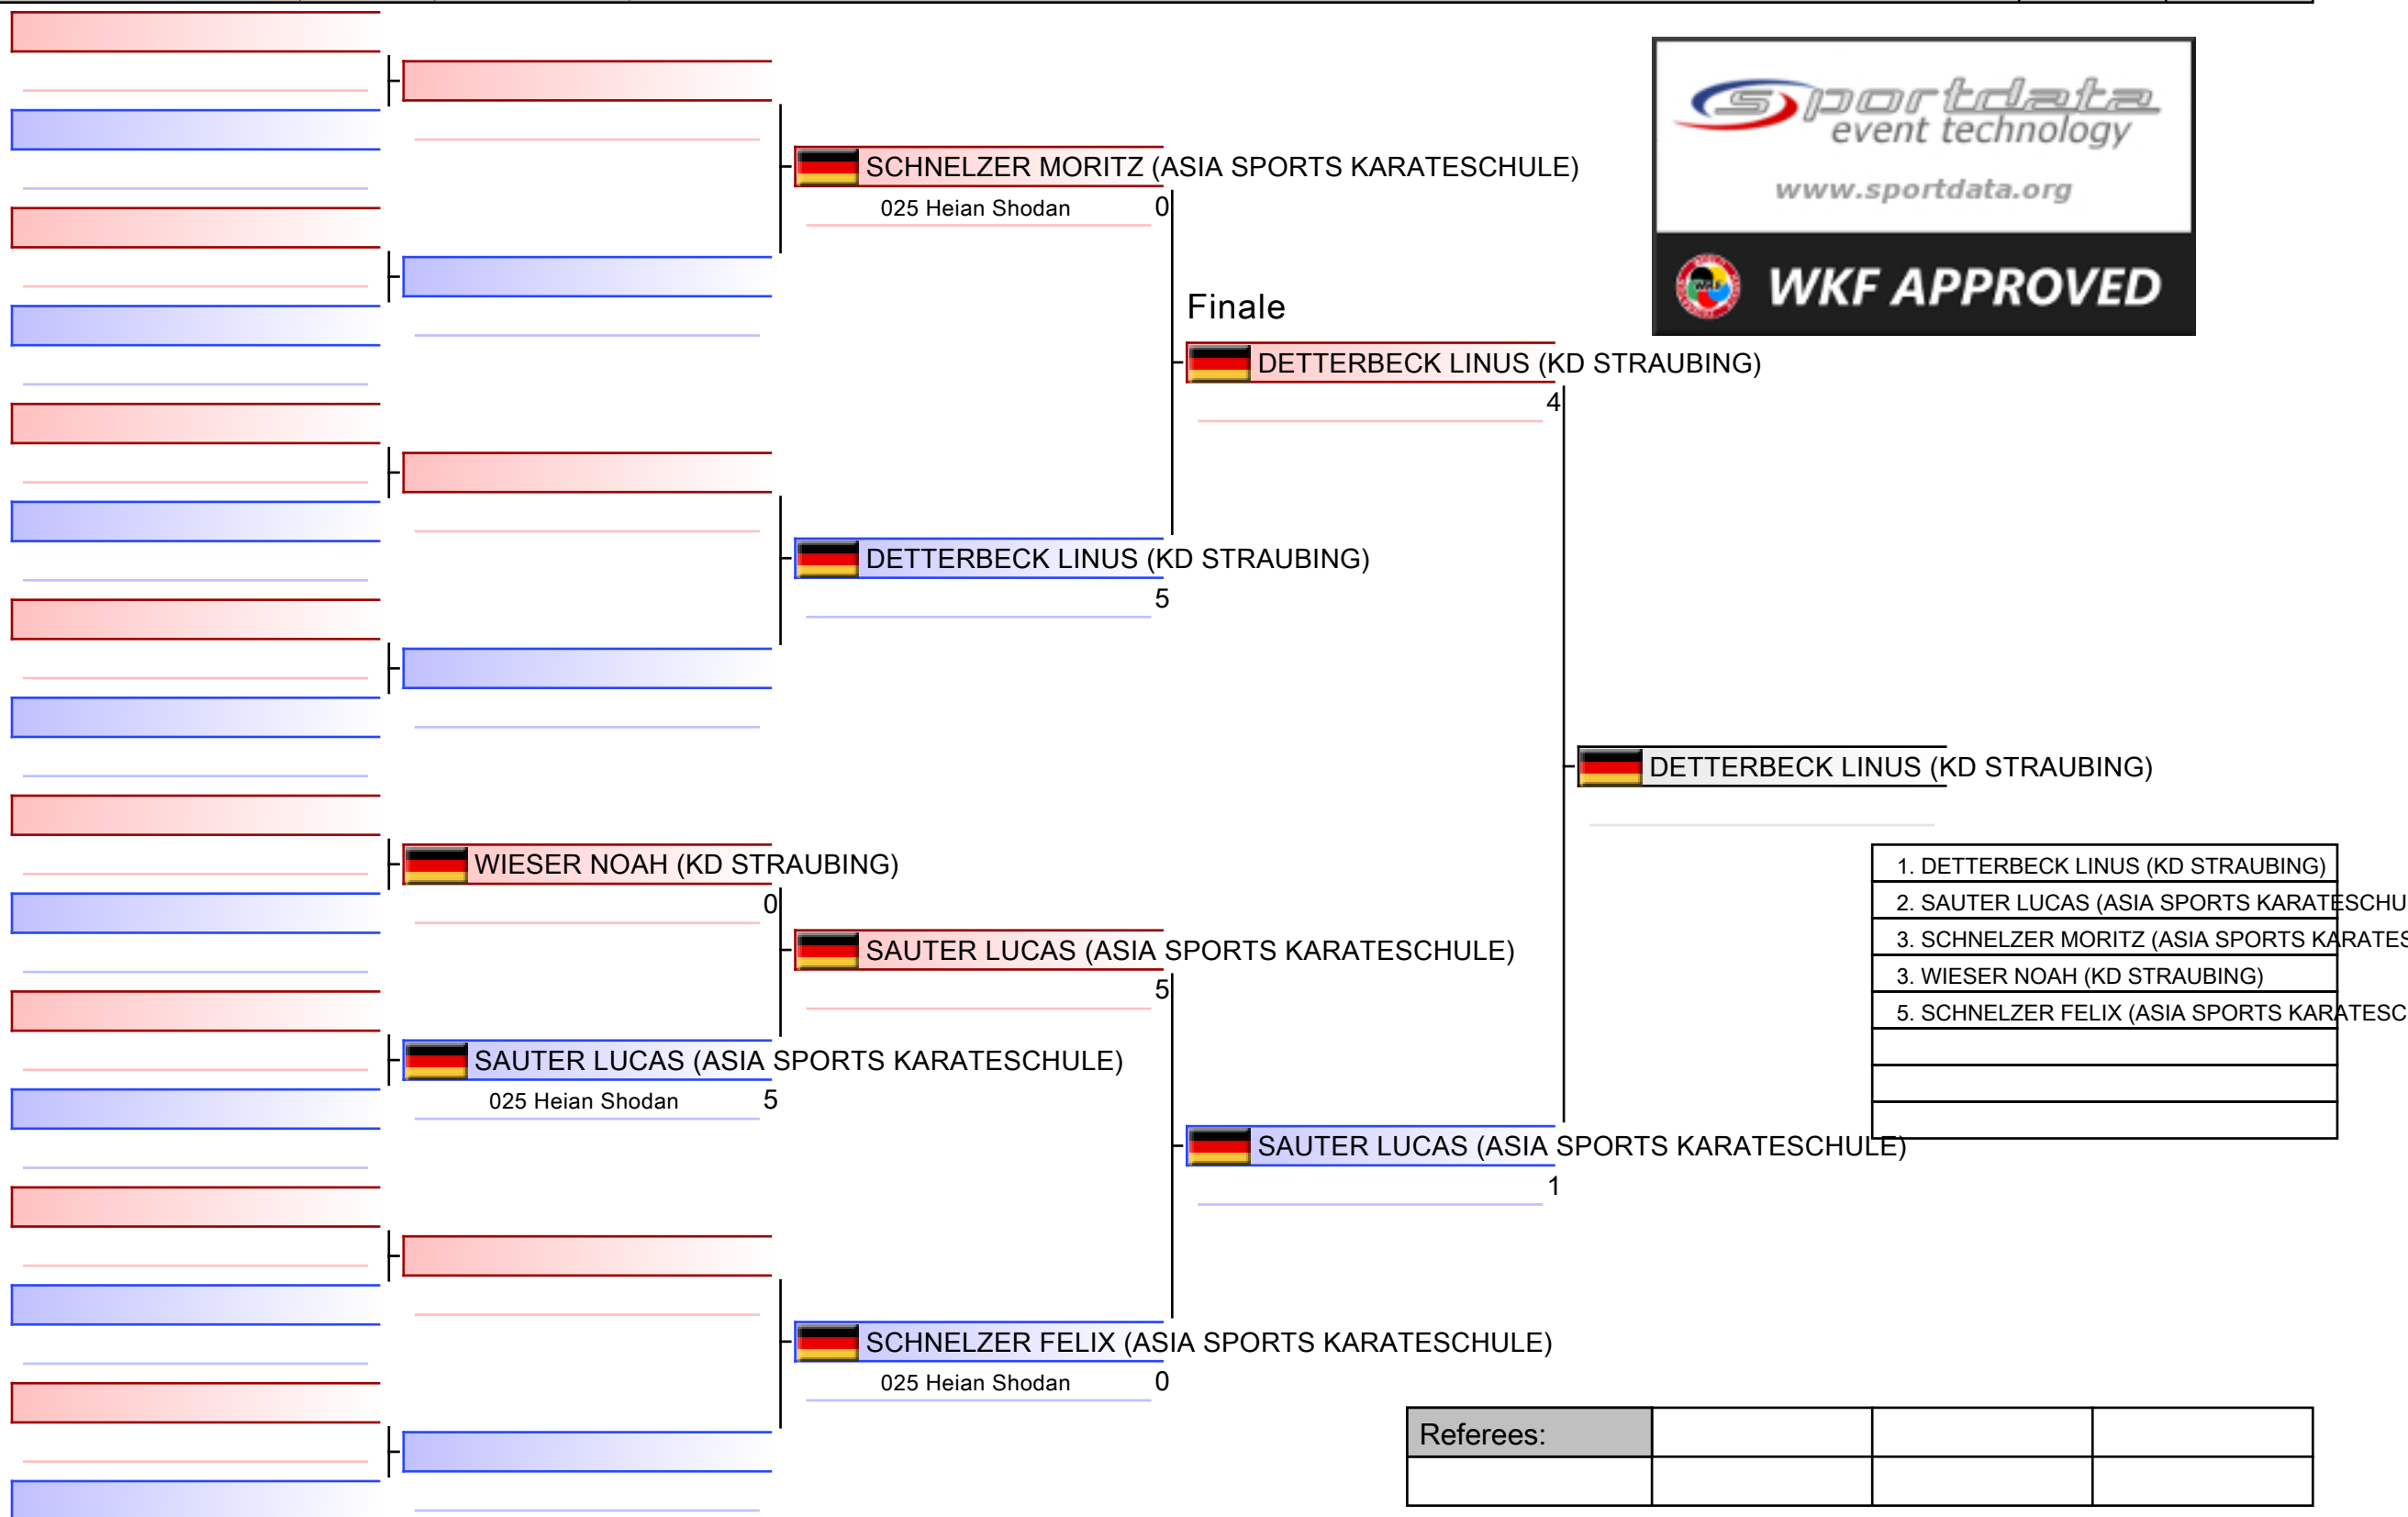 sportdata
event technology
www.sportdata.org
WKF APPROVED
SCHNELZER MORITZ (ASIA SPORTS KARATESCHULE)
025 Heian Shodan 0
Finale
DETTERBECK LINUS (KD STRAUBING)
4
DETTERBECK LINUS (KD STRAUBING)
5
DETTERBECK LINUS (KD STRAUBING)
WIESER NOAH (KD STRAUBING)
0
SAUTER LUCAS (ASIA SPORTS KARATESCHULE)
5
SAUTER LUCAS (ASIA SPORTS KARATESCHULE)
025 Heian Shodan 5
SAUTER LUCAS (ASIA SPORTS KARATESCHULE)
1
SCHNELZER FELIX (ASIA SPORTS KARATESCHULE)
025 Heian Shodan 0
1. DETTERBECK LINUS (KD STRAUBING)
2. SAUTER LUCAS (ASIA SPORTS KARATESCHU
3. SCHNELZER MORITZ (ASIA SPORTS KARATES
3. WIESER NOAH (KD STRAUBING)
5. SCHNELZER FELIX (ASIA SPORTS KARATESC
Referees: